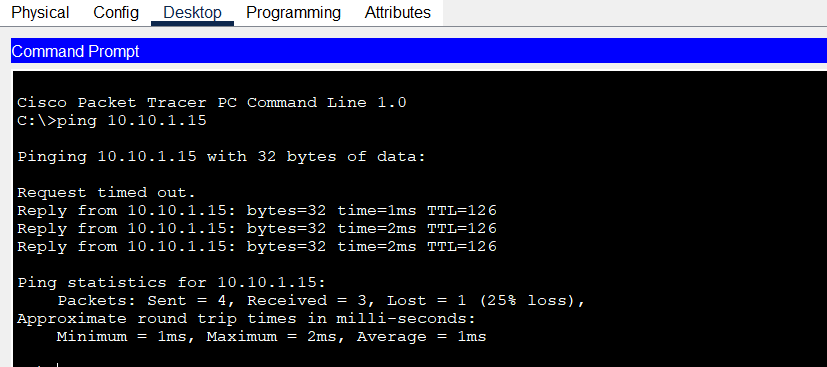 Physical Config Desktop Programming Attributes
Command Prompt
Cisco Packet Tracer PC Command Line 1.0
C:\>ping 10.10.1.15
Pinging 10.10.1.15 with 32 bytes of data:
Request timed out.
Reply from 10.10.1.15: bytes=32 time=1ms TTL=126
Reply from 10.10.1.15: bytes=32 time=2ms TTL=126
Reply from 10.10.1.15: bytes=32 time=2ms TTL=126
Ping statistics for 10.10.1.15:
Packets: Sent = 4, Received = 3, Lost = 1 (25% loss),
Approximate round trip times in milli-seconds:
Minimum = 1ms, Maximum = 2ms, Average = 1ms